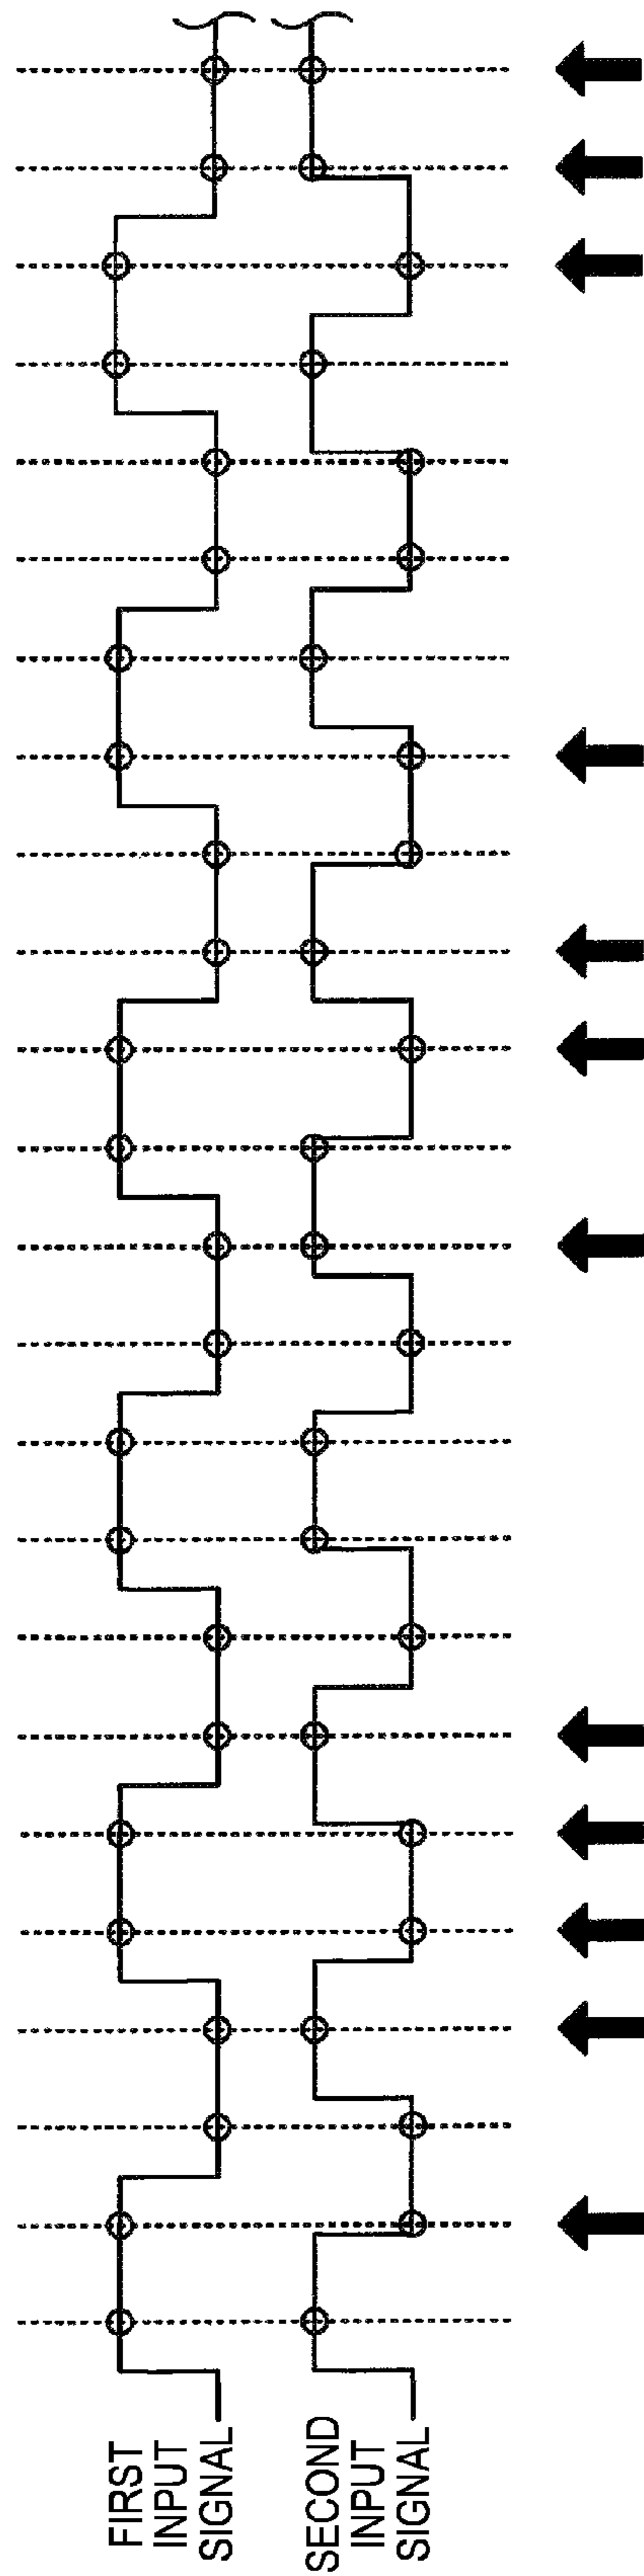 FIRST
INPUT
SIGNAL
SECOND
INPUT
SIGNAL